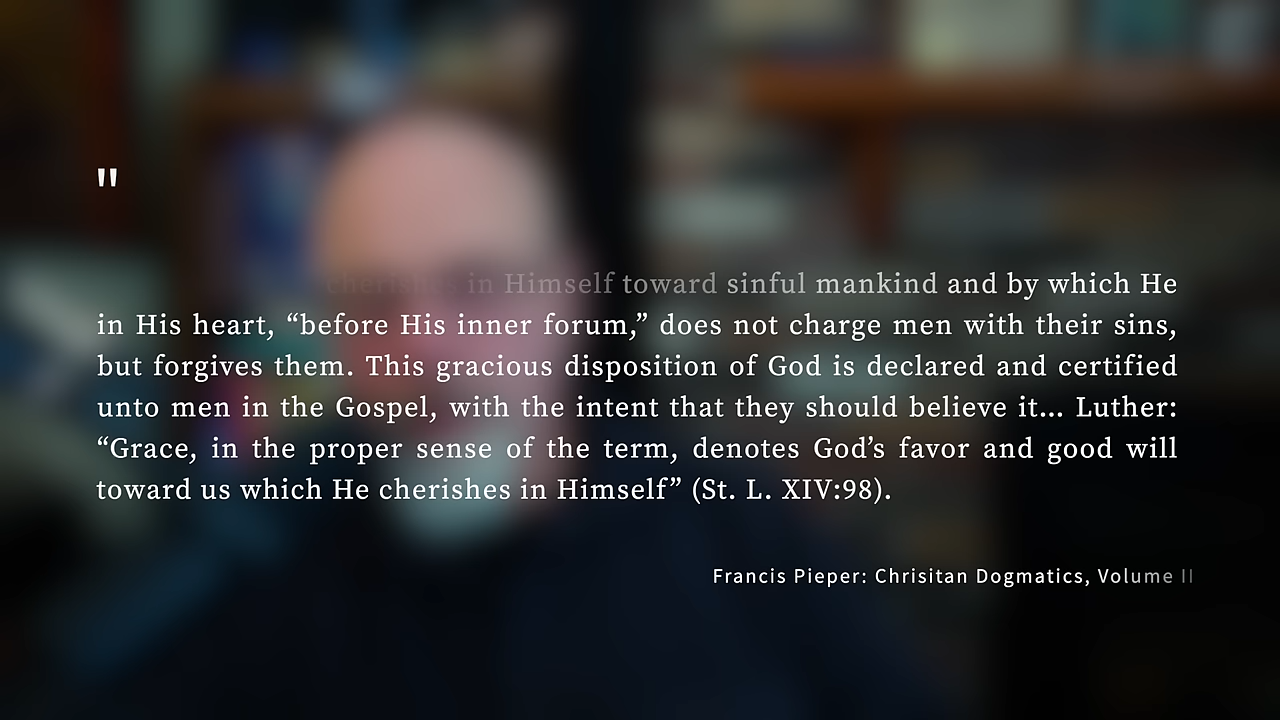 "
cherishes in Himself toward sinful mankind and by which He
in His heart, “before His inner forum,” does not charge men with their sins,
but forgives them. This gracious disposition of God is declared and certified
unto men in the Gospel, with the intent that they should believe it... Luther:
“Grace, in the proper sense of the term, denotes God’s favor and good will
toward us which He cherishes in Himself” (St. L. XIV:98).
Francis Pieper: Chrisitan Dogmatics, Volume II